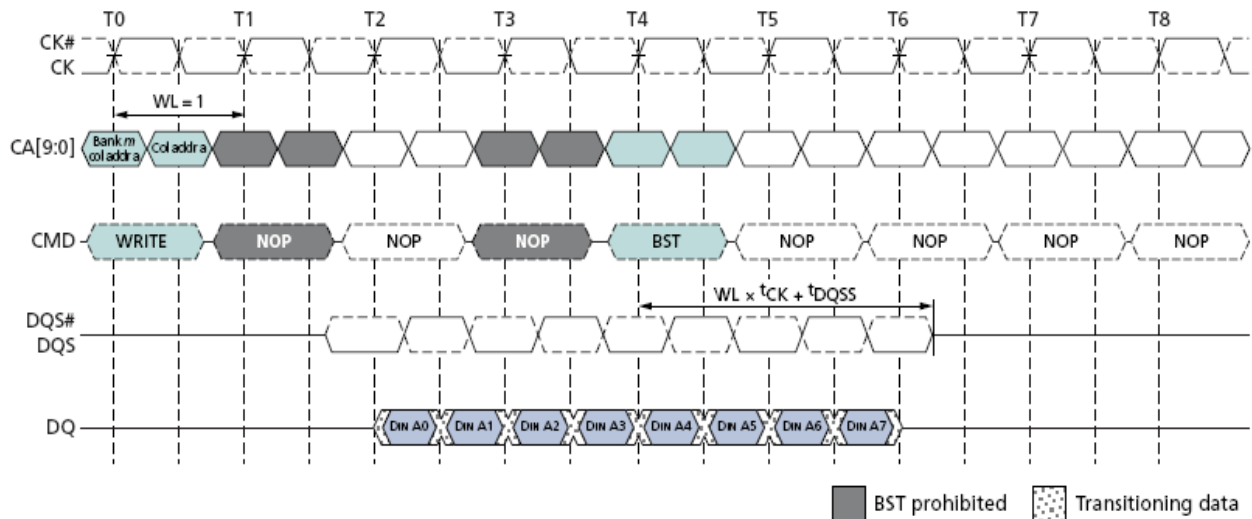 T0 T1 T2 T3 T4 T5 T6 T7 T8
CK#
CK
WL = 1
CA[9:0] Bank m Col addr a
col addr a
CMD WRITE NOP NOP NOP BST NOP NOP NOP NOP
WL × tCK + tDQSS
DQS#
DQS
DQ DIN A0 DIN A1 DIN A2 DIN A3 DIN A4 DIN A5 DIN A6 DIN A7
BST prohibited Transitioning data